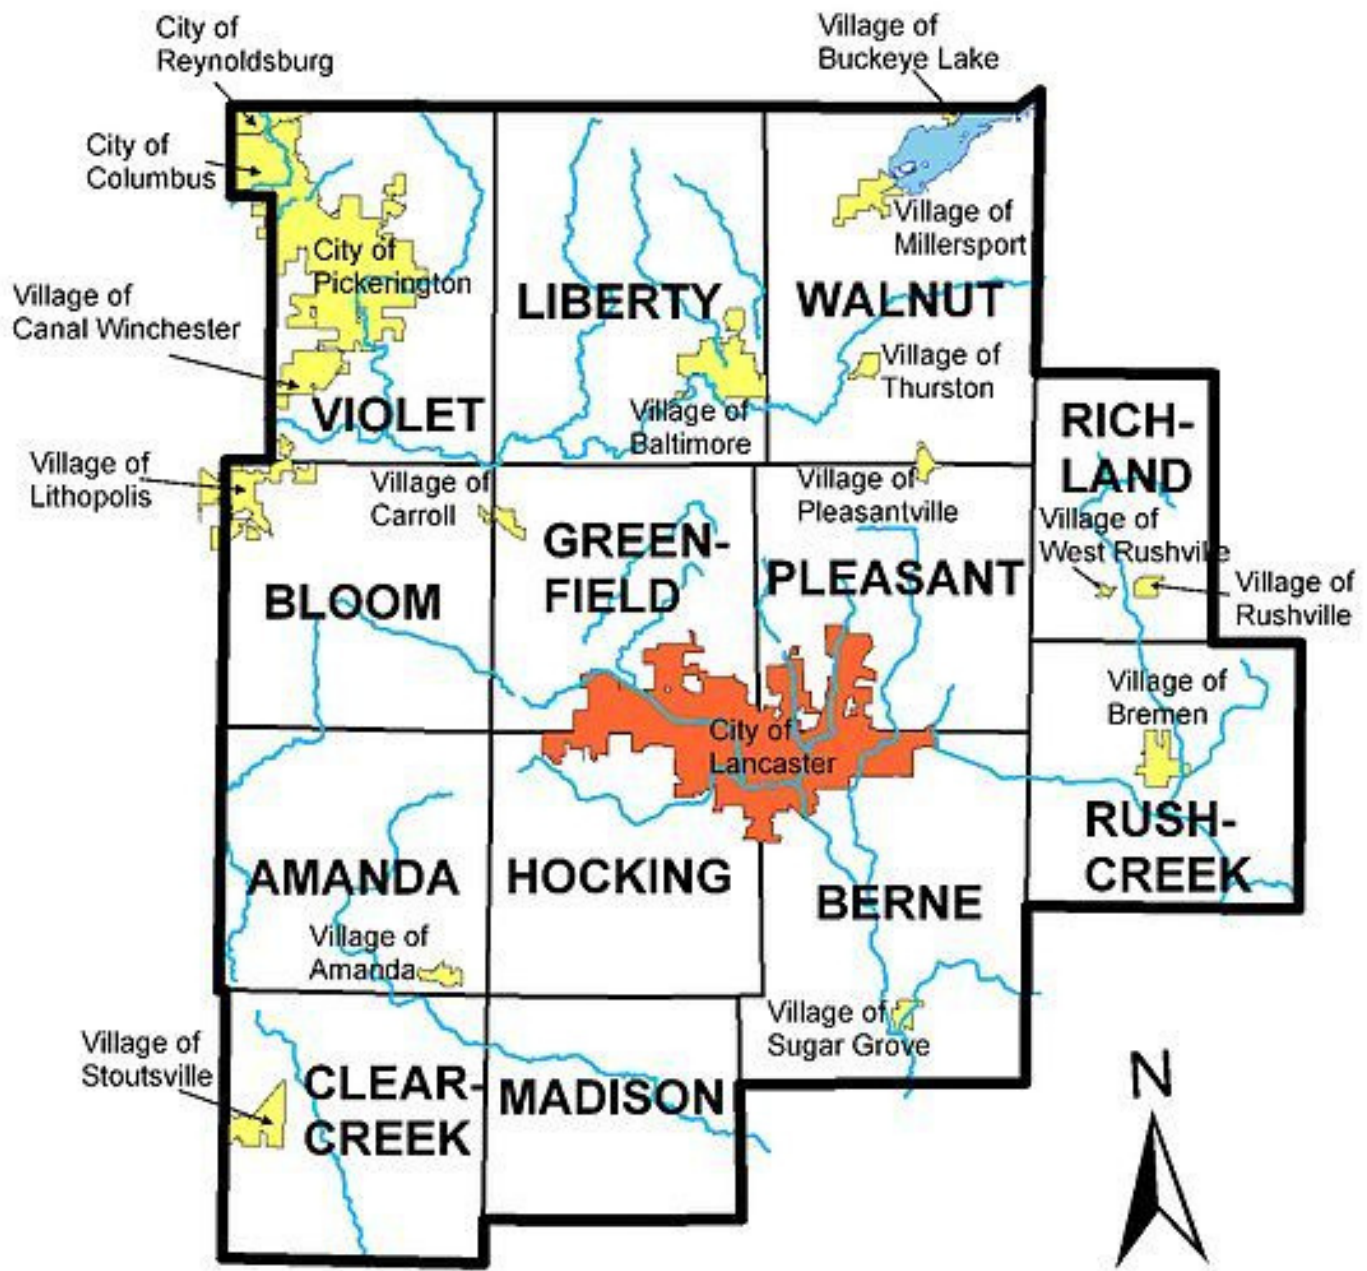 City of
Reynoldsburg
Village of
Buckeye Lake
City of
Columbus
Village of
Millersport
City of
Pickerington
Village of
Canal Winchester
LIBERTY
WALNUT
Village of
Thurston
VIOLET
Village of
Baltimore
RICH-
LAND
Village of
Lithopolis
Village of
Carroll
Village of
Pleasantville
Village of
West Rushville
GREEN-
FIELD
PLEASANT
Village of
Rushville
BLOOM
Village of
Bremen
City of
Lancaster
RUSH-
CREEK
AMANDA
HOCKING
BERNE
Village of
Amanda
Village of
Sugar Grove
Village of
Stoutsville
CLEAR-
CREEK
MADISON
N